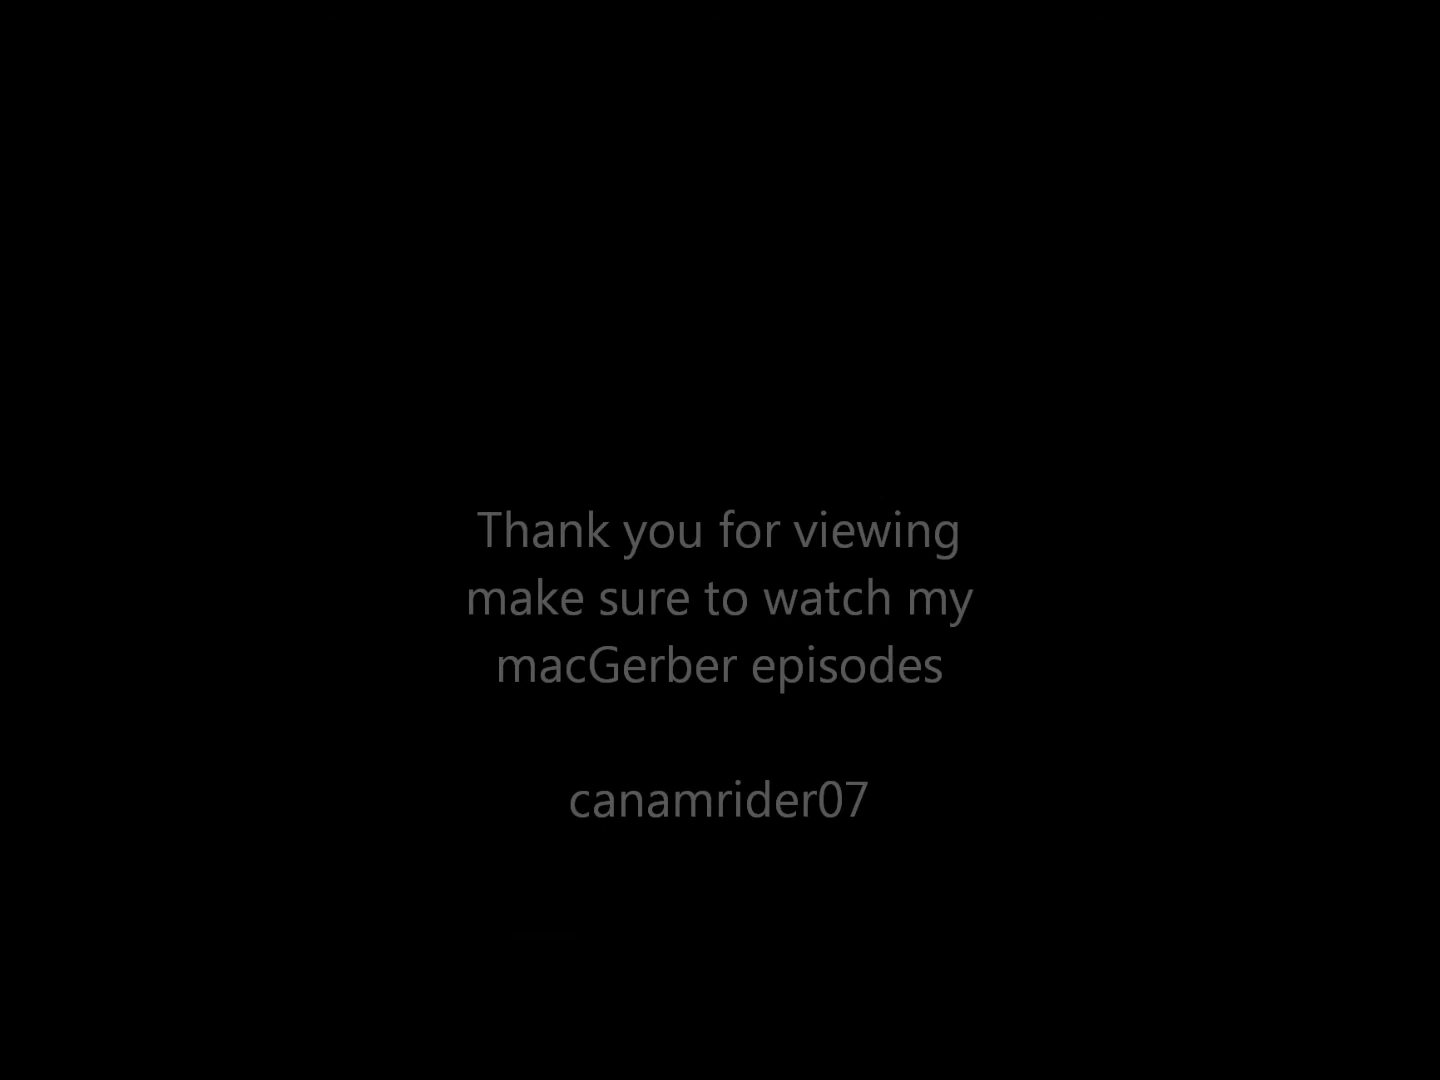 Thank you for viewing
make sure to watch my
macGerber episodes
canamrider07